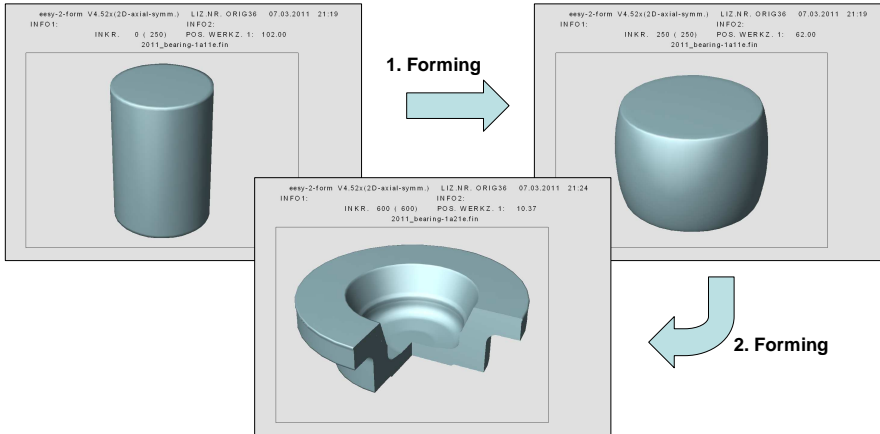 eesy-2-form V4.52x(2D-axial-symm.) LIZ.NR. ORIG36 07.03.2011 21:19
INFO1: INFO2:
INKR. 0 ( 250) POS. WERKZ. 1: 102.00
2011_bearing-1a11e.fin
1. Forming
eesy-2-form V4.52x(2D-axial-symm.) LIZ.NR. ORIG36 07.03.2011 21:19
INFO1: INFO2:
INKR. 250 ( 250) POS. WERKZ. 1: 62.00
2011_bearing-1a11e.fin
eesy-2-form V4.52x(2D-axial-symm.) LIZ.NR. ORIG36 07.03.2011 21:24
INFO1: INFO2:
INKR. 600 ( 600) POS. WERKZ. 1: 10.37
2011_bearing-1a21e.fin
2. Forming